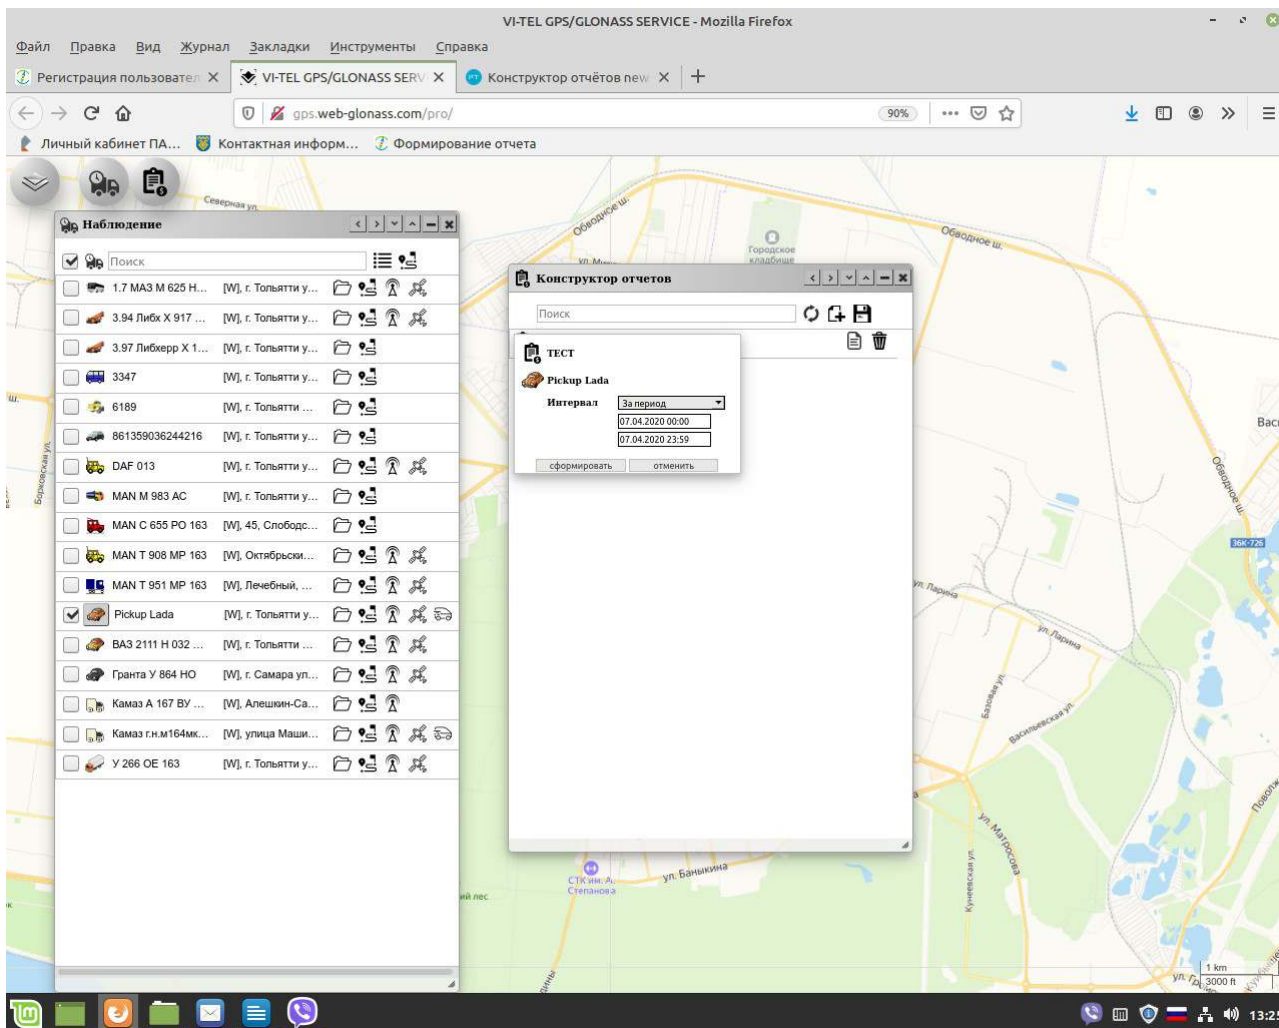 VI-TEL GPS/GLONASS SERVICE - Mozilla Firefox
Файл Правка Вид Журнал Закладки Инструменты Справка
Регистрация пользовател VI-TEL GPS/GLONASS SERV Конструктор отчётов new
gps.web-glonass.com/pro/ 90%
Личный кабинет ПА... Контактная информ... Формирование отчета
Северная ул.
Обводное ш.
Обводное ш.
Городское
кладбище
Наблюдение
Поиск
1.7 МАЗ М 625 Н... [W], г. Тольятти у...
3.94 Либх Х 917 ... [W], г. Тольятти у...
3.97 Либхерр Х 1... [W], г. Тольятти у...
3347 [W], г. Тольятти у...
6189 [W], г. Тольятти ...
861359036244216 [W], г. Тольятти у...
DAF 013 [W], г. Тольятти у...
MAN М 983 АС [W], г. Тольятти у...
MAN С 655 РО 163 [W], 45, Слободс...
MAN Т 908 МР 163 [W], Октябрьски...
MAN Т 951 МР 163 [W], Лечебный, ...
Pickup Lada [W], г. Тольятти у...
ВАЗ 2111 Н 032 ... [W], г. Тольятти ...
Гранта У 864 НО [W], г. Самара ул...
Камаз А 167 ВУ ... [W], Алешкин-Са...
Камаз г.н.м164мк... [W], улица Маши...
У 266 ОЕ 163 [W], г. Тольятти у...
Конструктор отчетов
Поиск
ТЕСТ
Pickup Lada
Интервал За период
07.04.2020 00:00
07.04.2020 23:59
сформировать отменить
Борковская ул.
Обводное ш.
36К-726
ул. Ларина
ул. Ларина
Базовая ул.
Васильевская ул.
ул. Матросова
Кунеевская ул.
ул. Баныкина
СТК им. А.
Степанова
1 km
3000 ft
13:25